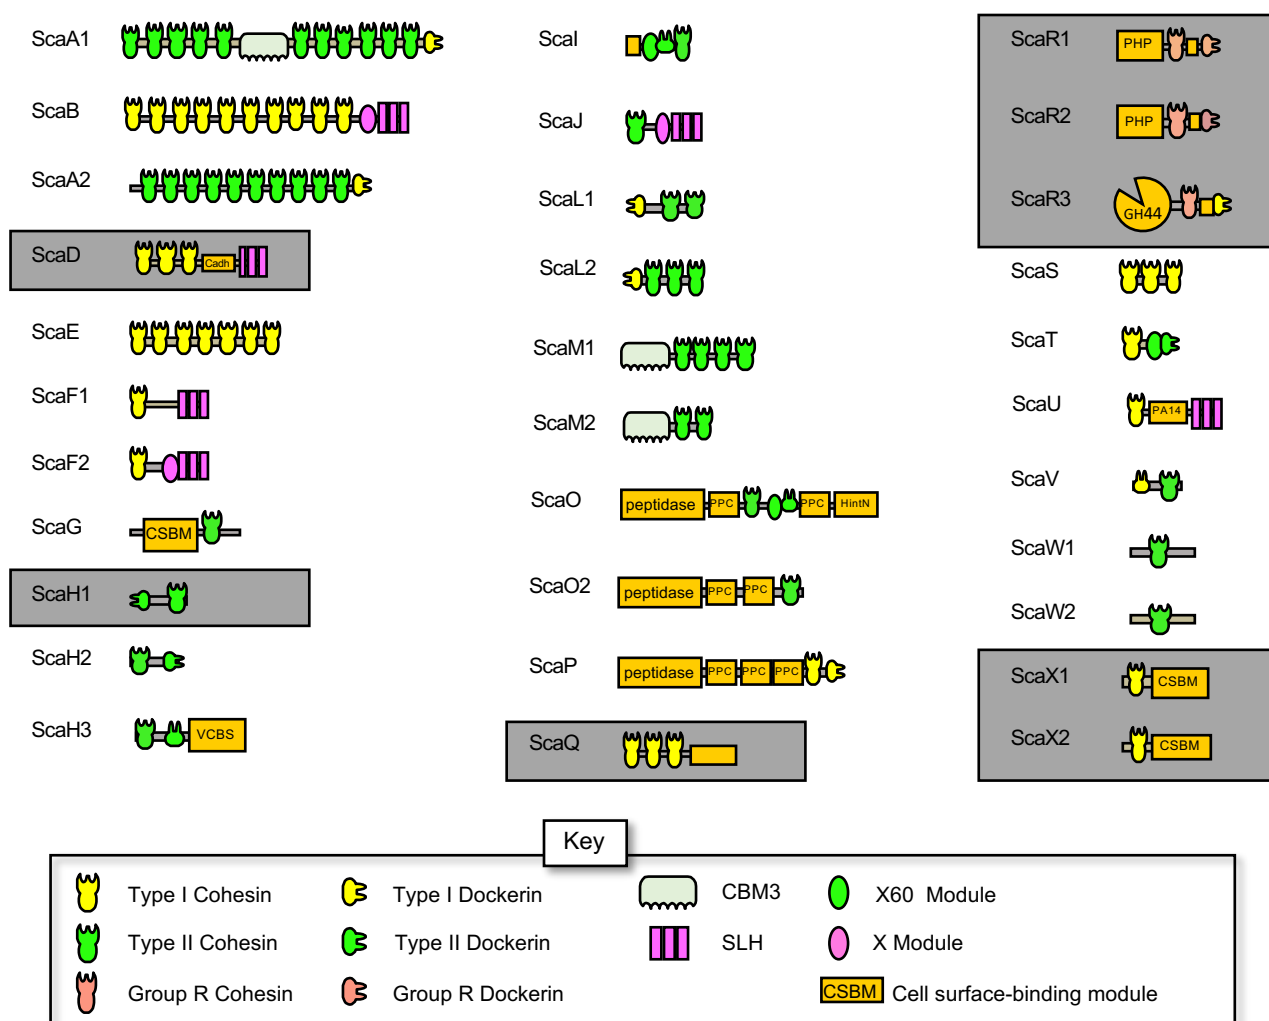 ScaA1
ScaB
ScaA2
ScaD
Cadh
ScaE
ScaF1
ScaF2
ScaG
CSBM
ScaH1
ScaH2
ScaH3
VCBS
ScaI
ScaJ
ScaL1
ScaL2
ScaM1
ScaM2
ScaO
peptidase PPC PPC HintN
ScaO2
peptidase PPC PPC
ScaP
peptidase PPC PPC PPC
ScaQ
ScaR1
PHP
ScaR2
PHP
ScaR3
GH44
ScaS
ScaT
ScaU
PA14
ScaV
ScaW1
ScaW2
ScaX1
CSBM
ScaX2
CSBM
Key
Type I Cohesin
Type I Dockerin
CBM3
X60 Module
Type II Cohesin
Type II Dockerin
SLH
X Module
Group R Cohesin
Group R Dockerin
CSBM Cell surface-binding module